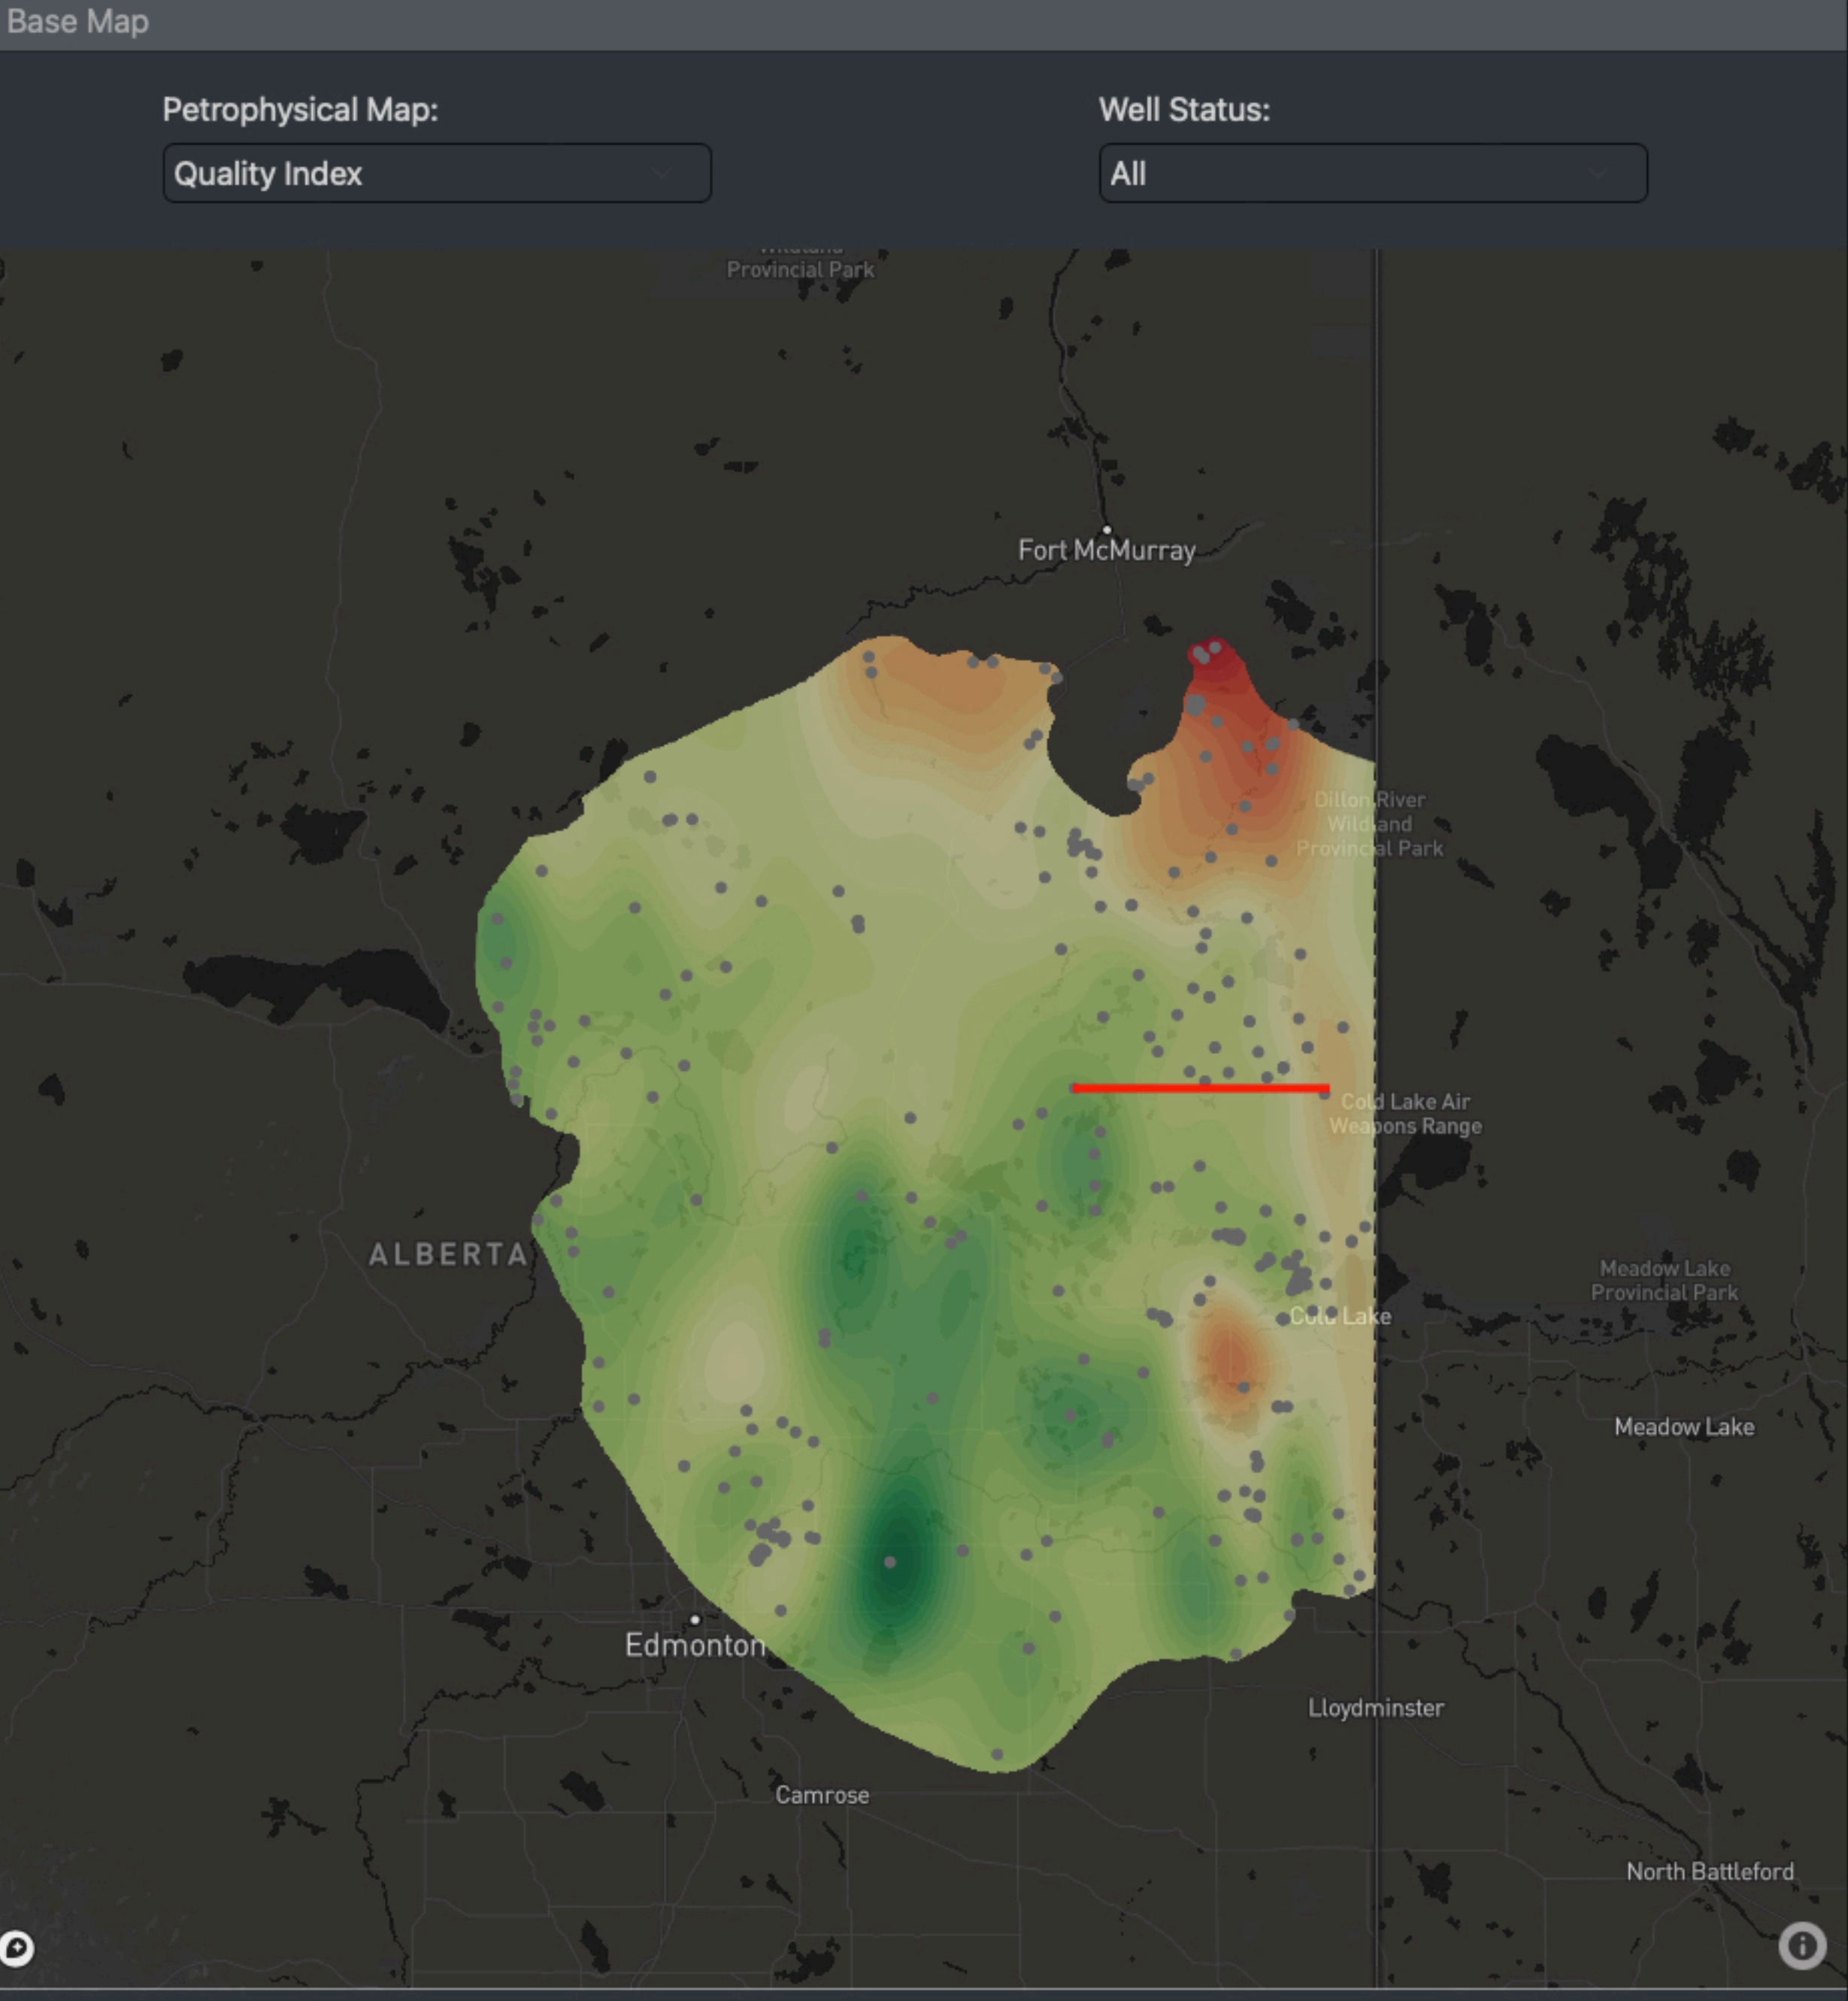 Base Map
Petrophysical Map:
Well Status:
Quality Index
All
Wildland
Provincial Park
Fort McMurray
Dillon River
Wildland
Provincial Park
Cold Lake Air
Weapons Range
ALBERTA
Meadow Lake
Provincial Park
Cold Lake
Meadow Lake
Edmonton
Lloydminster
Camrose
North Battleford